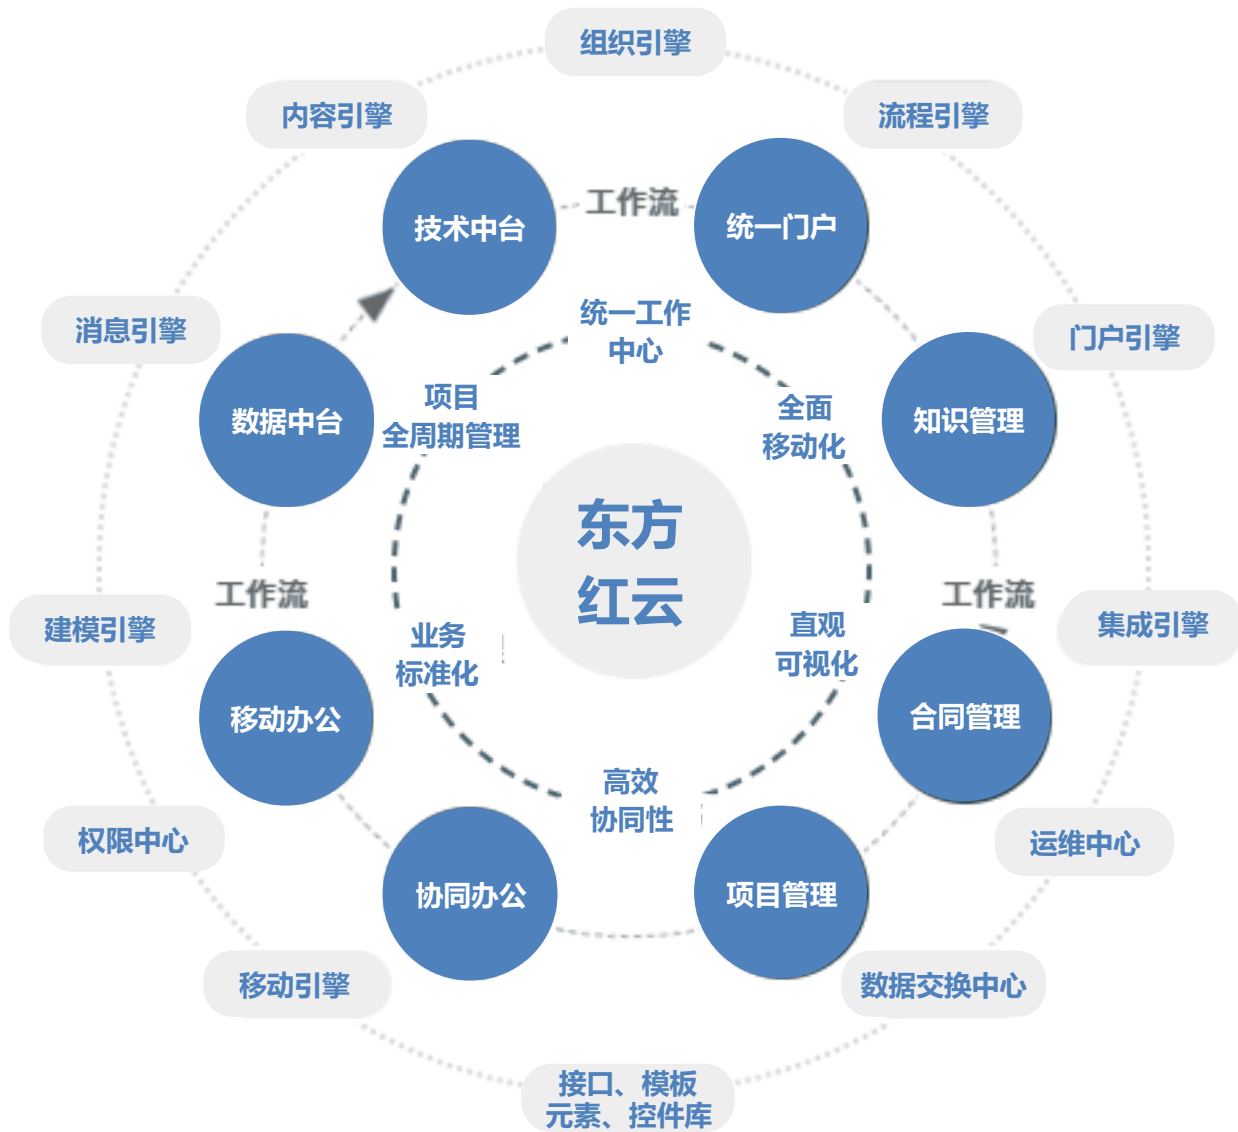 组织引擎
内容引擎
流程引擎
技术中台
工作流
统一门户
消息引擎
统一工作
中心
门户引擎
数据中台
项目
全周期管理
全面
移动化
知识管理
东方
红云
工作流
工作流
建模引擎
业务
标准化
直观
可视化
集成引擎
移动办公
合同管理
高效
协同性
权限中心
运维中心
协同办公
项目管理
移动引擎
数据交换中心
接口、模板
元素、控件库